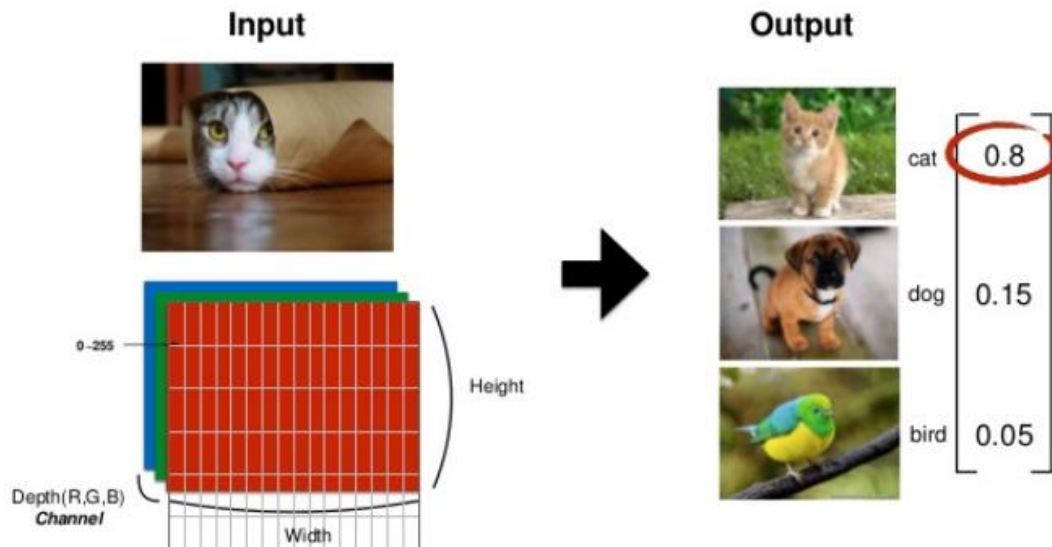 Input
Output
cat
0.8
dog
0.15
bird
0.05
0~255
Height
Depth(R,G,B)
Channel
Width